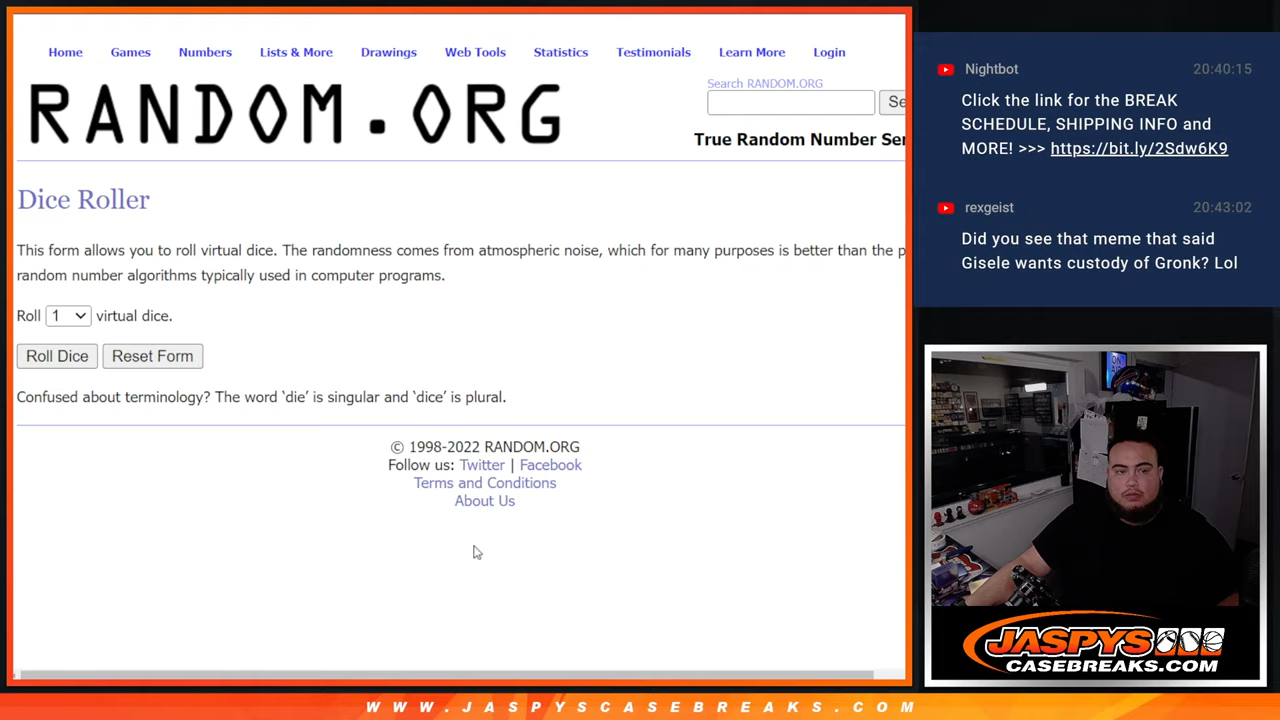 Home Games Numbers Lists & More Drawings Web Tools Statistics Testimonials Learn More Login
RANDOM.ORG
Search RANDOM.ORG
Se
True Random Number Ser
Dice Roller
This form allows you to roll virtual dice. The randomness comes from atmospheric noise, which for many purposes is better than the p
random number algorithms typically used in computer programs.
Roll 1 virtual dice.
Roll Dice Reset Form
Confused about terminology? The word ‘die’ is singular and ‘dice’ is plural.
© 1998-2022 RANDOM.ORG
Follow us: Twitter | Facebook
Terms and Conditions
About Us
Nightbot 20:40:15
Click the link for the BREAK
SCHEDULE, SHIPPING INFO and
MORE! >>> https://bit.ly/2Sdw6K9
rexgeist 20:43:02
Did you see that meme that said
Gisele wants custody of Gronk? Lol
JASPYS
CASEBREAKS.COM
WWW.JASPYSCASEBREAKS.COM